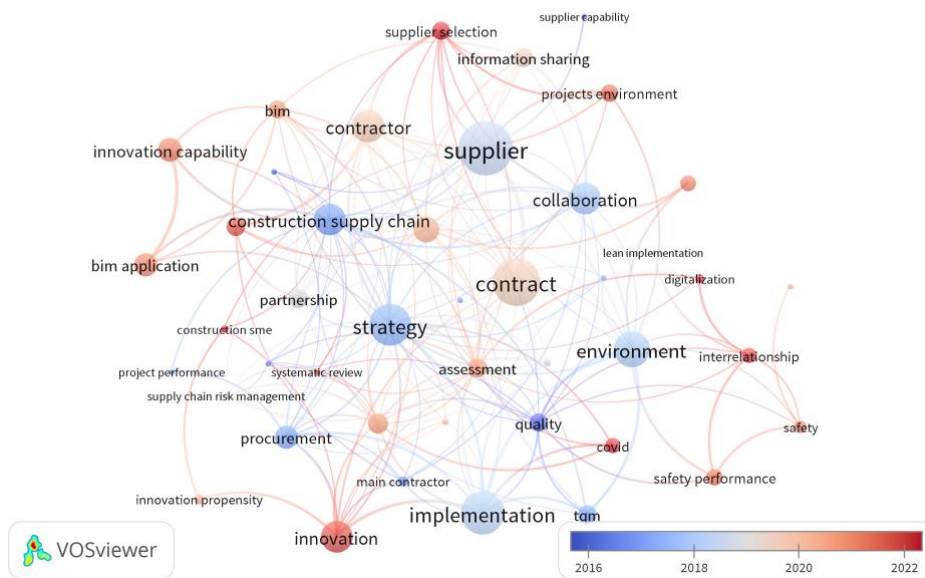 supplier capability
supplier selection
information sharing
projects environment
bim
contractor
innovation capability
supplier
collaboration
construction supply chain
lean implementation
bim application
digitalization
contract
partnership
construction sme
strategy
environment
interrelationship
project performance
systematic review
assessment
supply chain risk management
quality
safety
procurement
covid
main contractor
safety performance
innovation propensity
implementation
tqm
innovation
VOSviewer
2016 2018 2020 2022